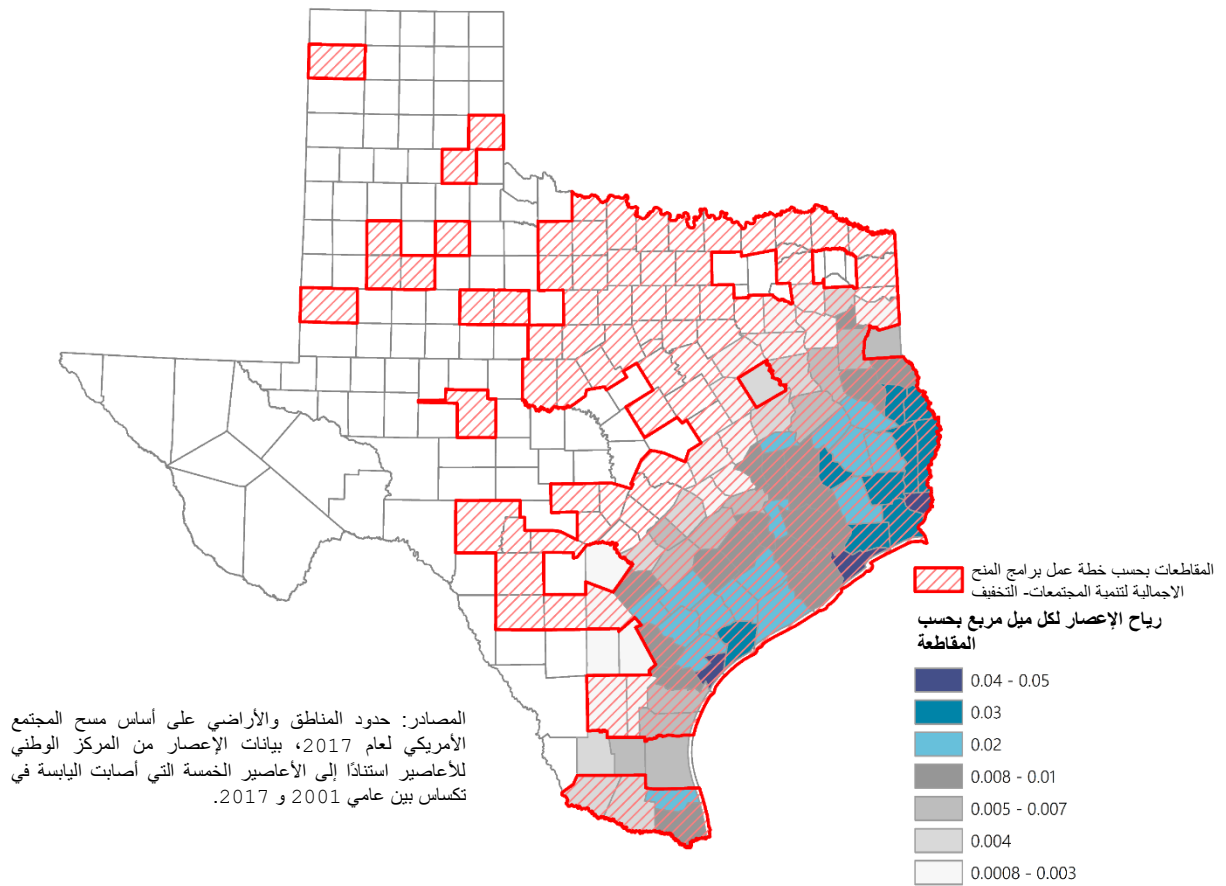 المقاطعات بحسب خطة عمل برامج المنح
الاجمالية لتنمية المجتمعات- التخفيف
رياح الإعصار لكل ميل مربع بحسب
المقاطعة
0.04 - 0.05
0.03
0.02
0.008 - 0.01
0.005 - 0.007
0.004
0.0008 - 0.003
المصادر: حدود المناطق والأراضي على أساس مسح المجتمع
الأمريكي لعام 2017، بيانات الإعصار من المركز الوطني
للأعاصير استنادًا إلى الأعاصير الخمسة التي أصابت اليابسة في
تكساس بين عامي 2001 و 2017.